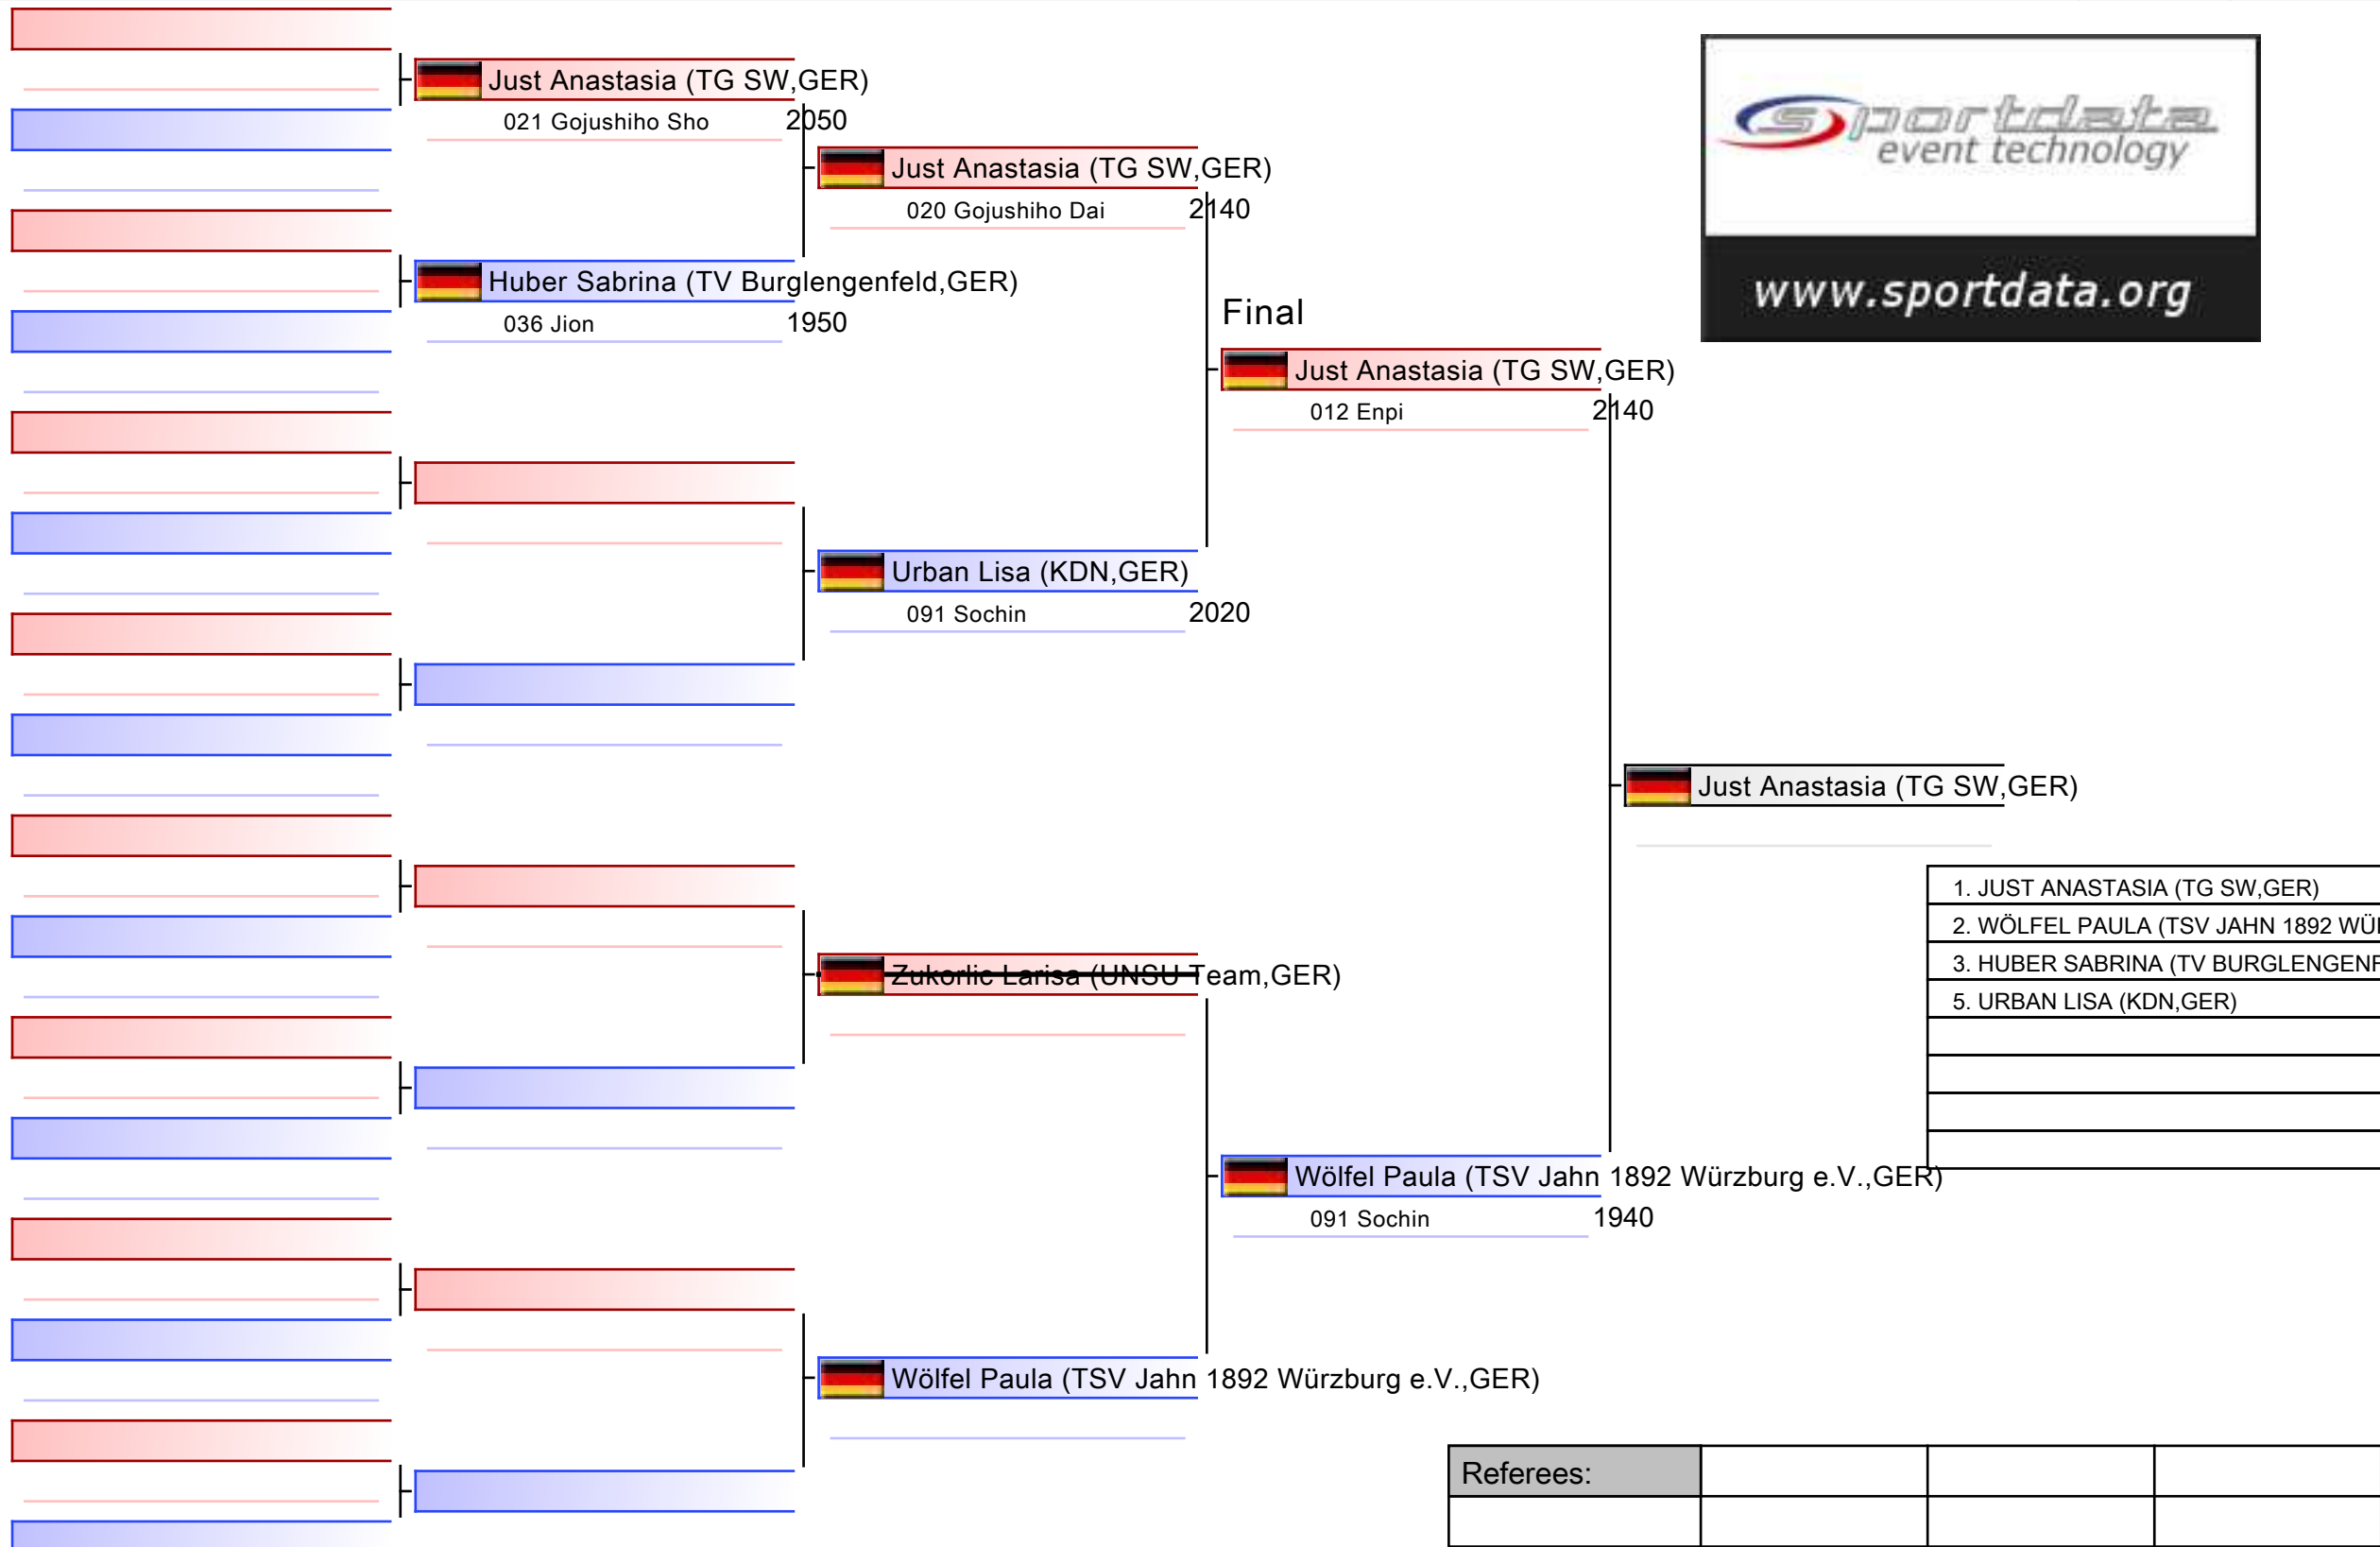 Just Anastasia (TG SW,GER)
021 Gojushiho Sho 2050
Huber Sabrina (TV Burglengenfeld,GER)
036 Jion 1950
Just Anastasia (TG SW,GER)
020 Gojushiho Dai 2140
Urban Lisa (KDN,GER)
091 Sochin 2020
Zukorlic Larisa (UNSU Team,GER)
Wölfel Paula (TSV Jahn 1892 Würzburg e.V.,GER)
Final
Just Anastasia (TG SW,GER)
012 Enpi 2140
Wölfel Paula (TSV Jahn 1892 Würzburg e.V.,GER)
091 Sochin 1940
Just Anastasia (TG SW,GER)
sportdata
event technology
www.sportdata.org
1. JUST ANASTASIA (TG SW,GER)
2. WÖLFEL PAULA (TSV JAHN 1892 WÜ
3. HUBER SABRINA (TV BURGLENGENF
5. URBAN LISA (KDN,GER)
Referees: